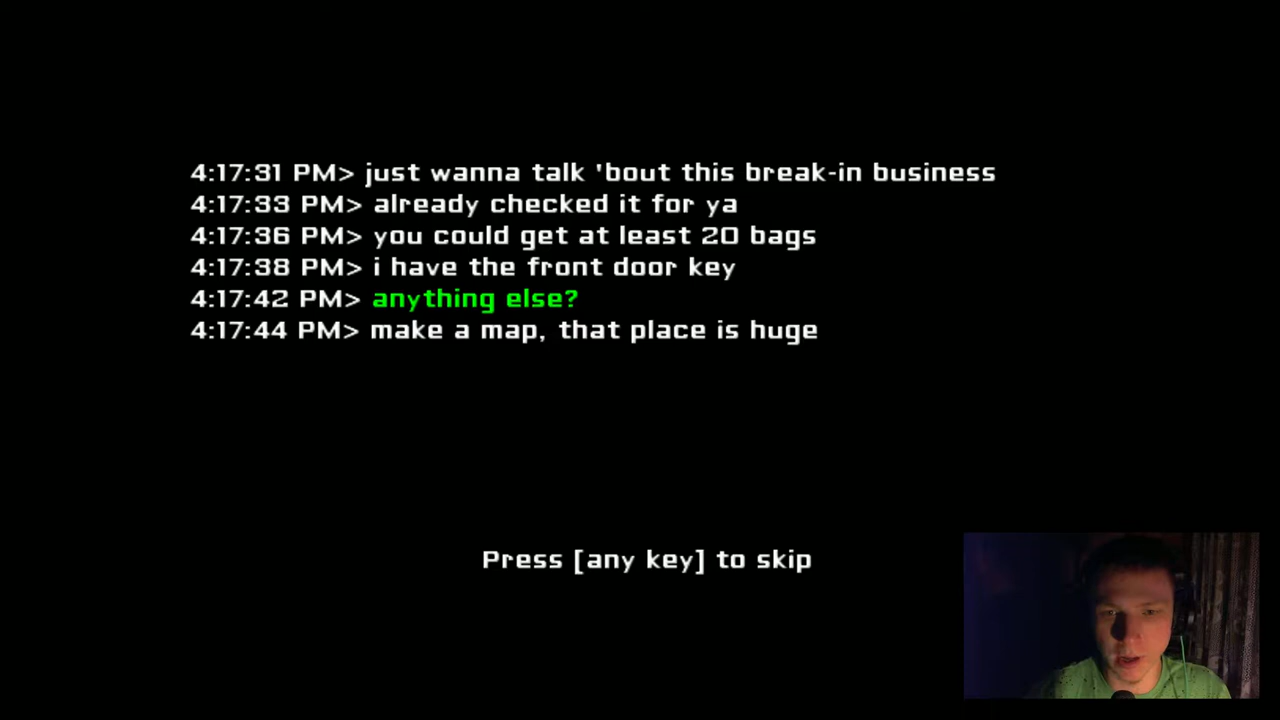 4:17:31 PM> just wanna talk 'bout this break-in business
4:17:33 PM> already checked it for ya
4:17:36 PM> you could get at least 20 bags
4:17:38 PM> i have the front door key
4:17:42 PM> anything else?
4:17:44 PM> make a map, that place is huge
Press [any key] to skip